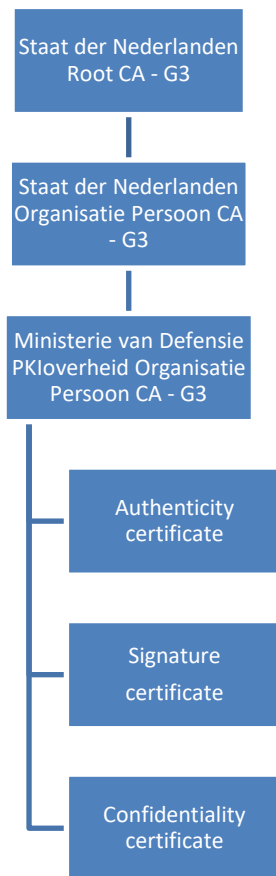 Staat der Nederlanden
Root CA - G3
Staat der Nederlanden
Organisatie Persoon CA
- G3
Ministerie van Defensie
PKIoverheid Organisatie
Persoon CA - G3
Authenticity
certificate
Signature
certificate
Confidentiality
certificate